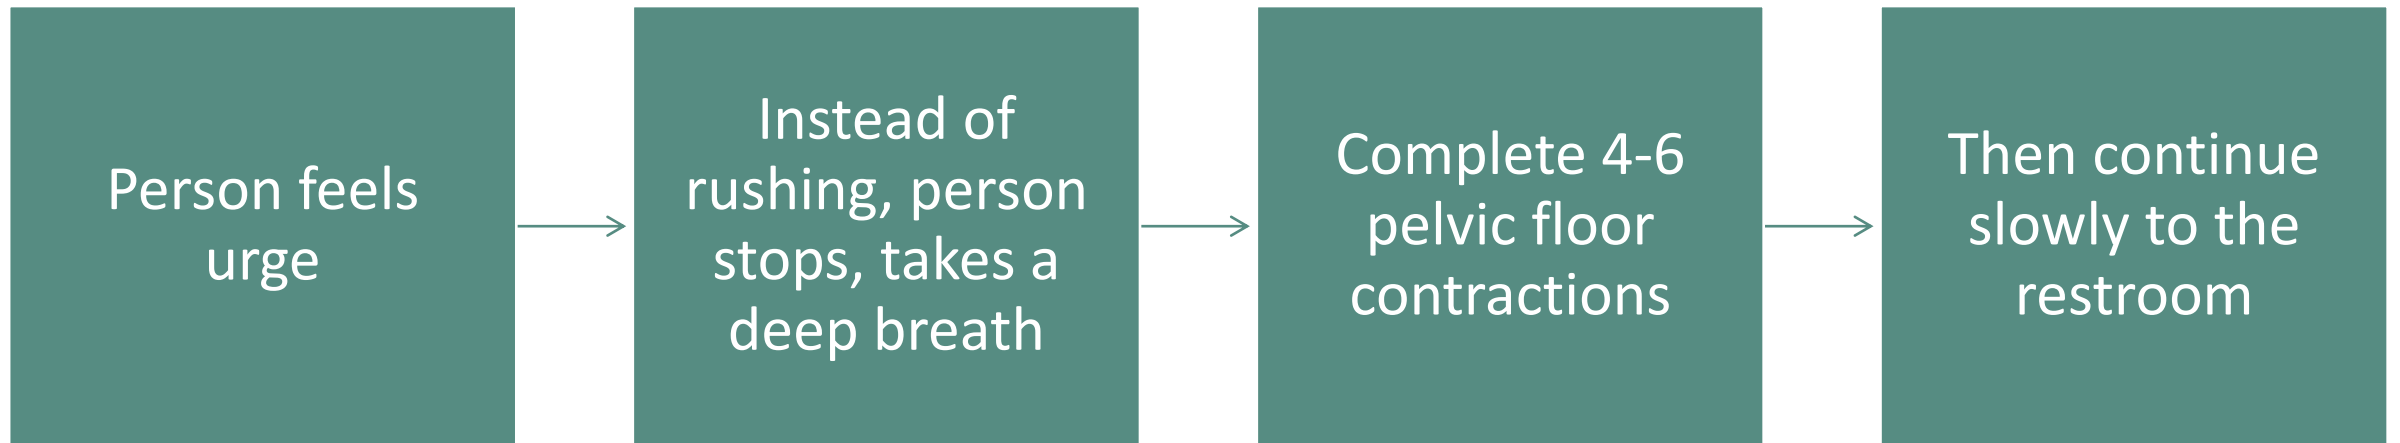 Person feels
urge
Instead of
rushing, person
stops, takes a
deep breath
Complete 4-6
pelvic floor
contractions
Then continue
slowly to the
restroom